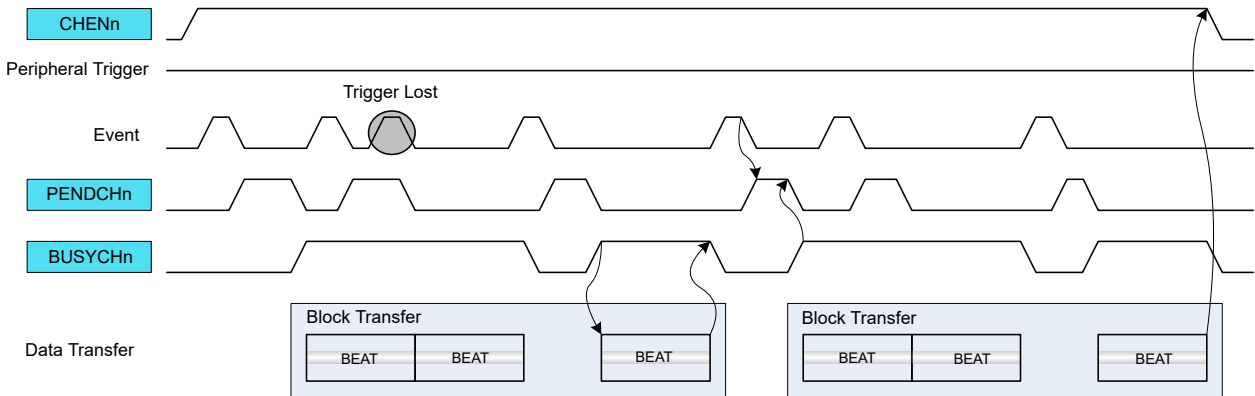 CHENn
Peripheral Trigger
Trigger Lost
Event
PENDCHn
BUSYCHn
Block Transfer
Block Transfer
Data Transfer
BEAT
BEAT
BEAT
BEAT
BEAT
BEAT